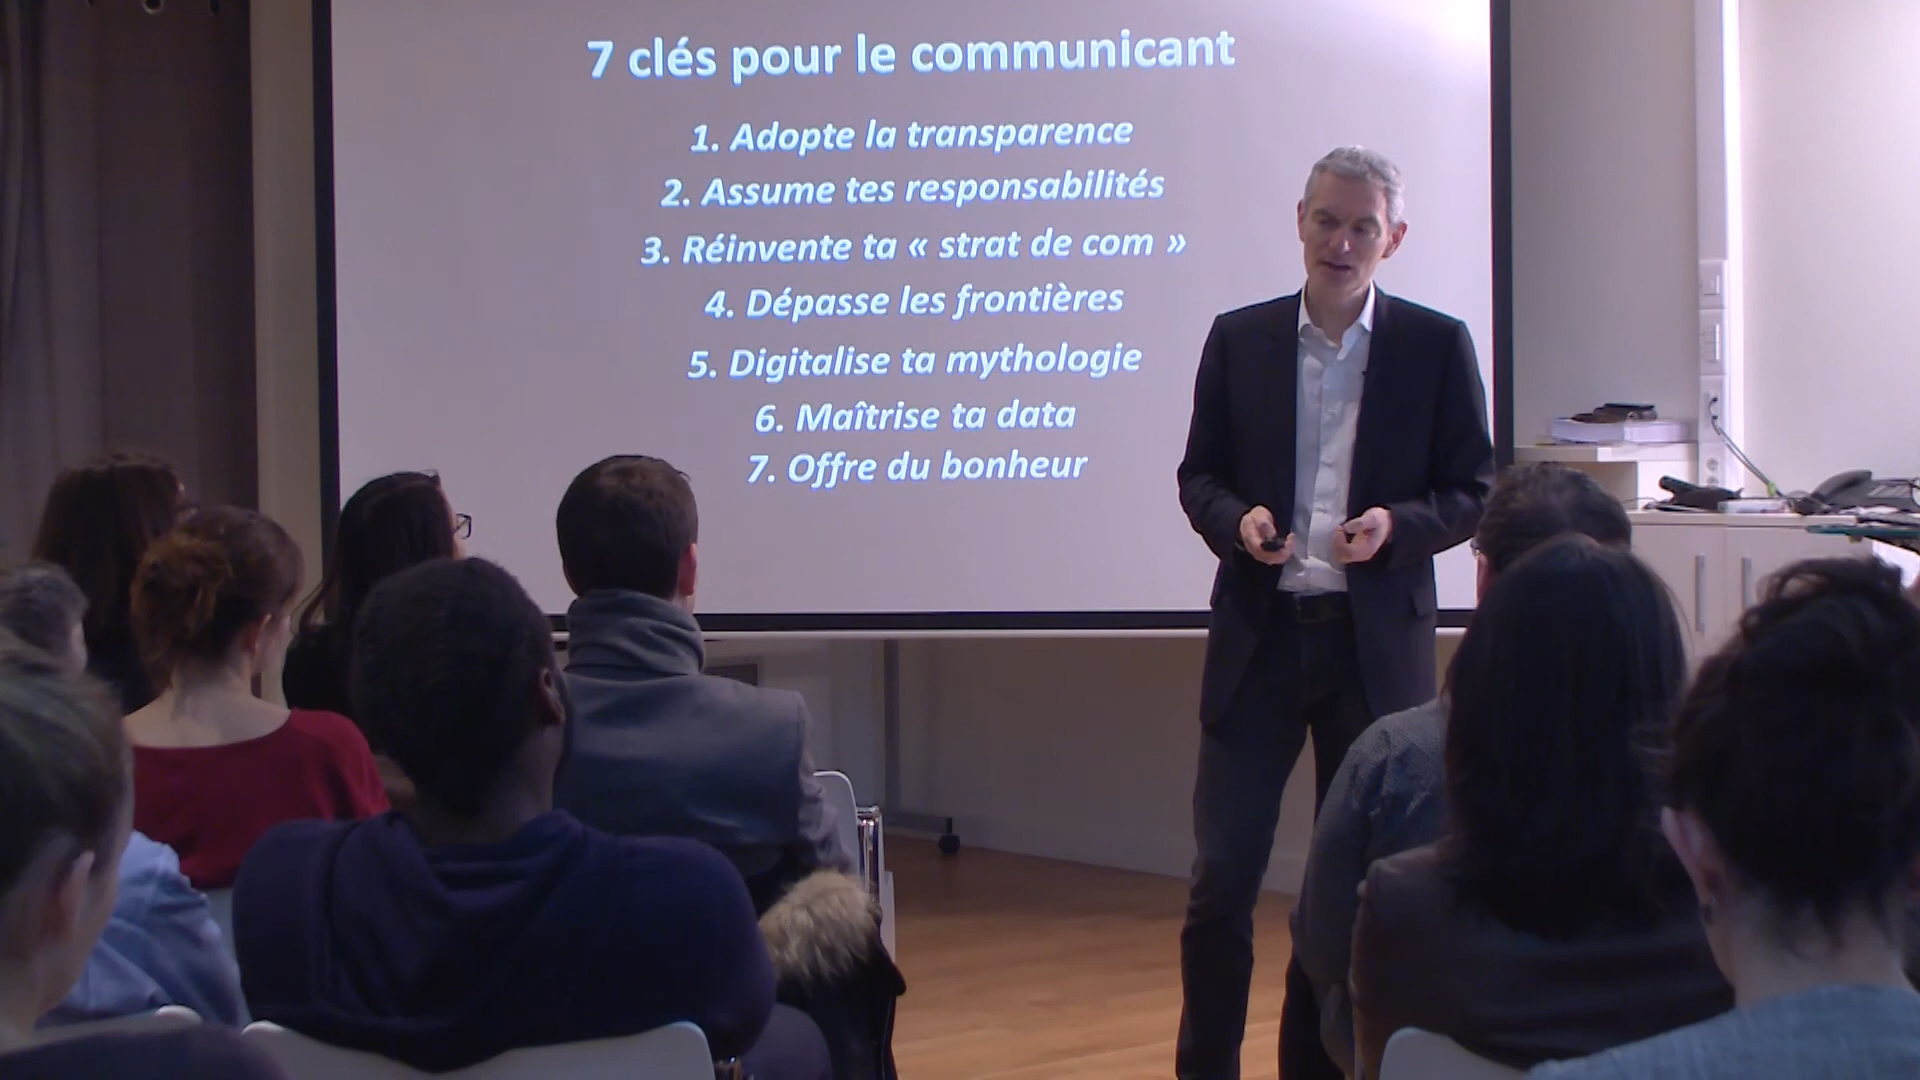 7 clés pour le communicant
1. Adopte la transparence
2. Assume tes responsabilités
3. Réinvente ta « strat de com »
4. Dépasse les frontières
5. Digitalise ta mythologie
6. Maîtrise ta data
7. Offre du bonheur